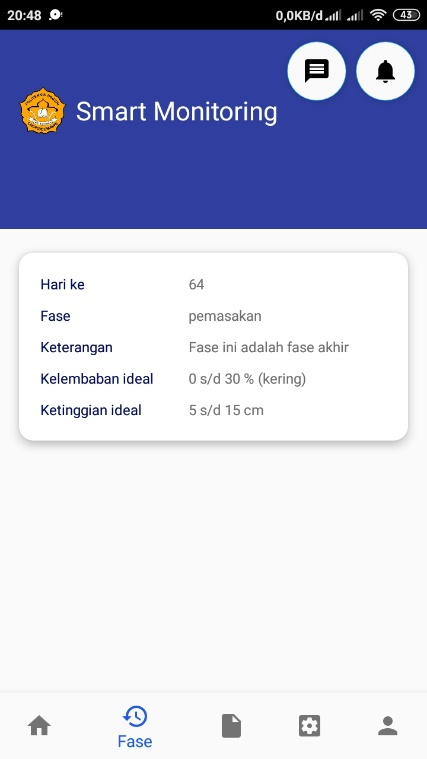 20:48
0,0KB/d
43
Smart Monitoring
Hari ke 64
Fase pemasakan
Keterangan Fase ini adalah fase akhir
Kelembaban ideal 0 s/d 30 % (kering)
Ketinggian ideal 5 s/d 15 cm
Fase